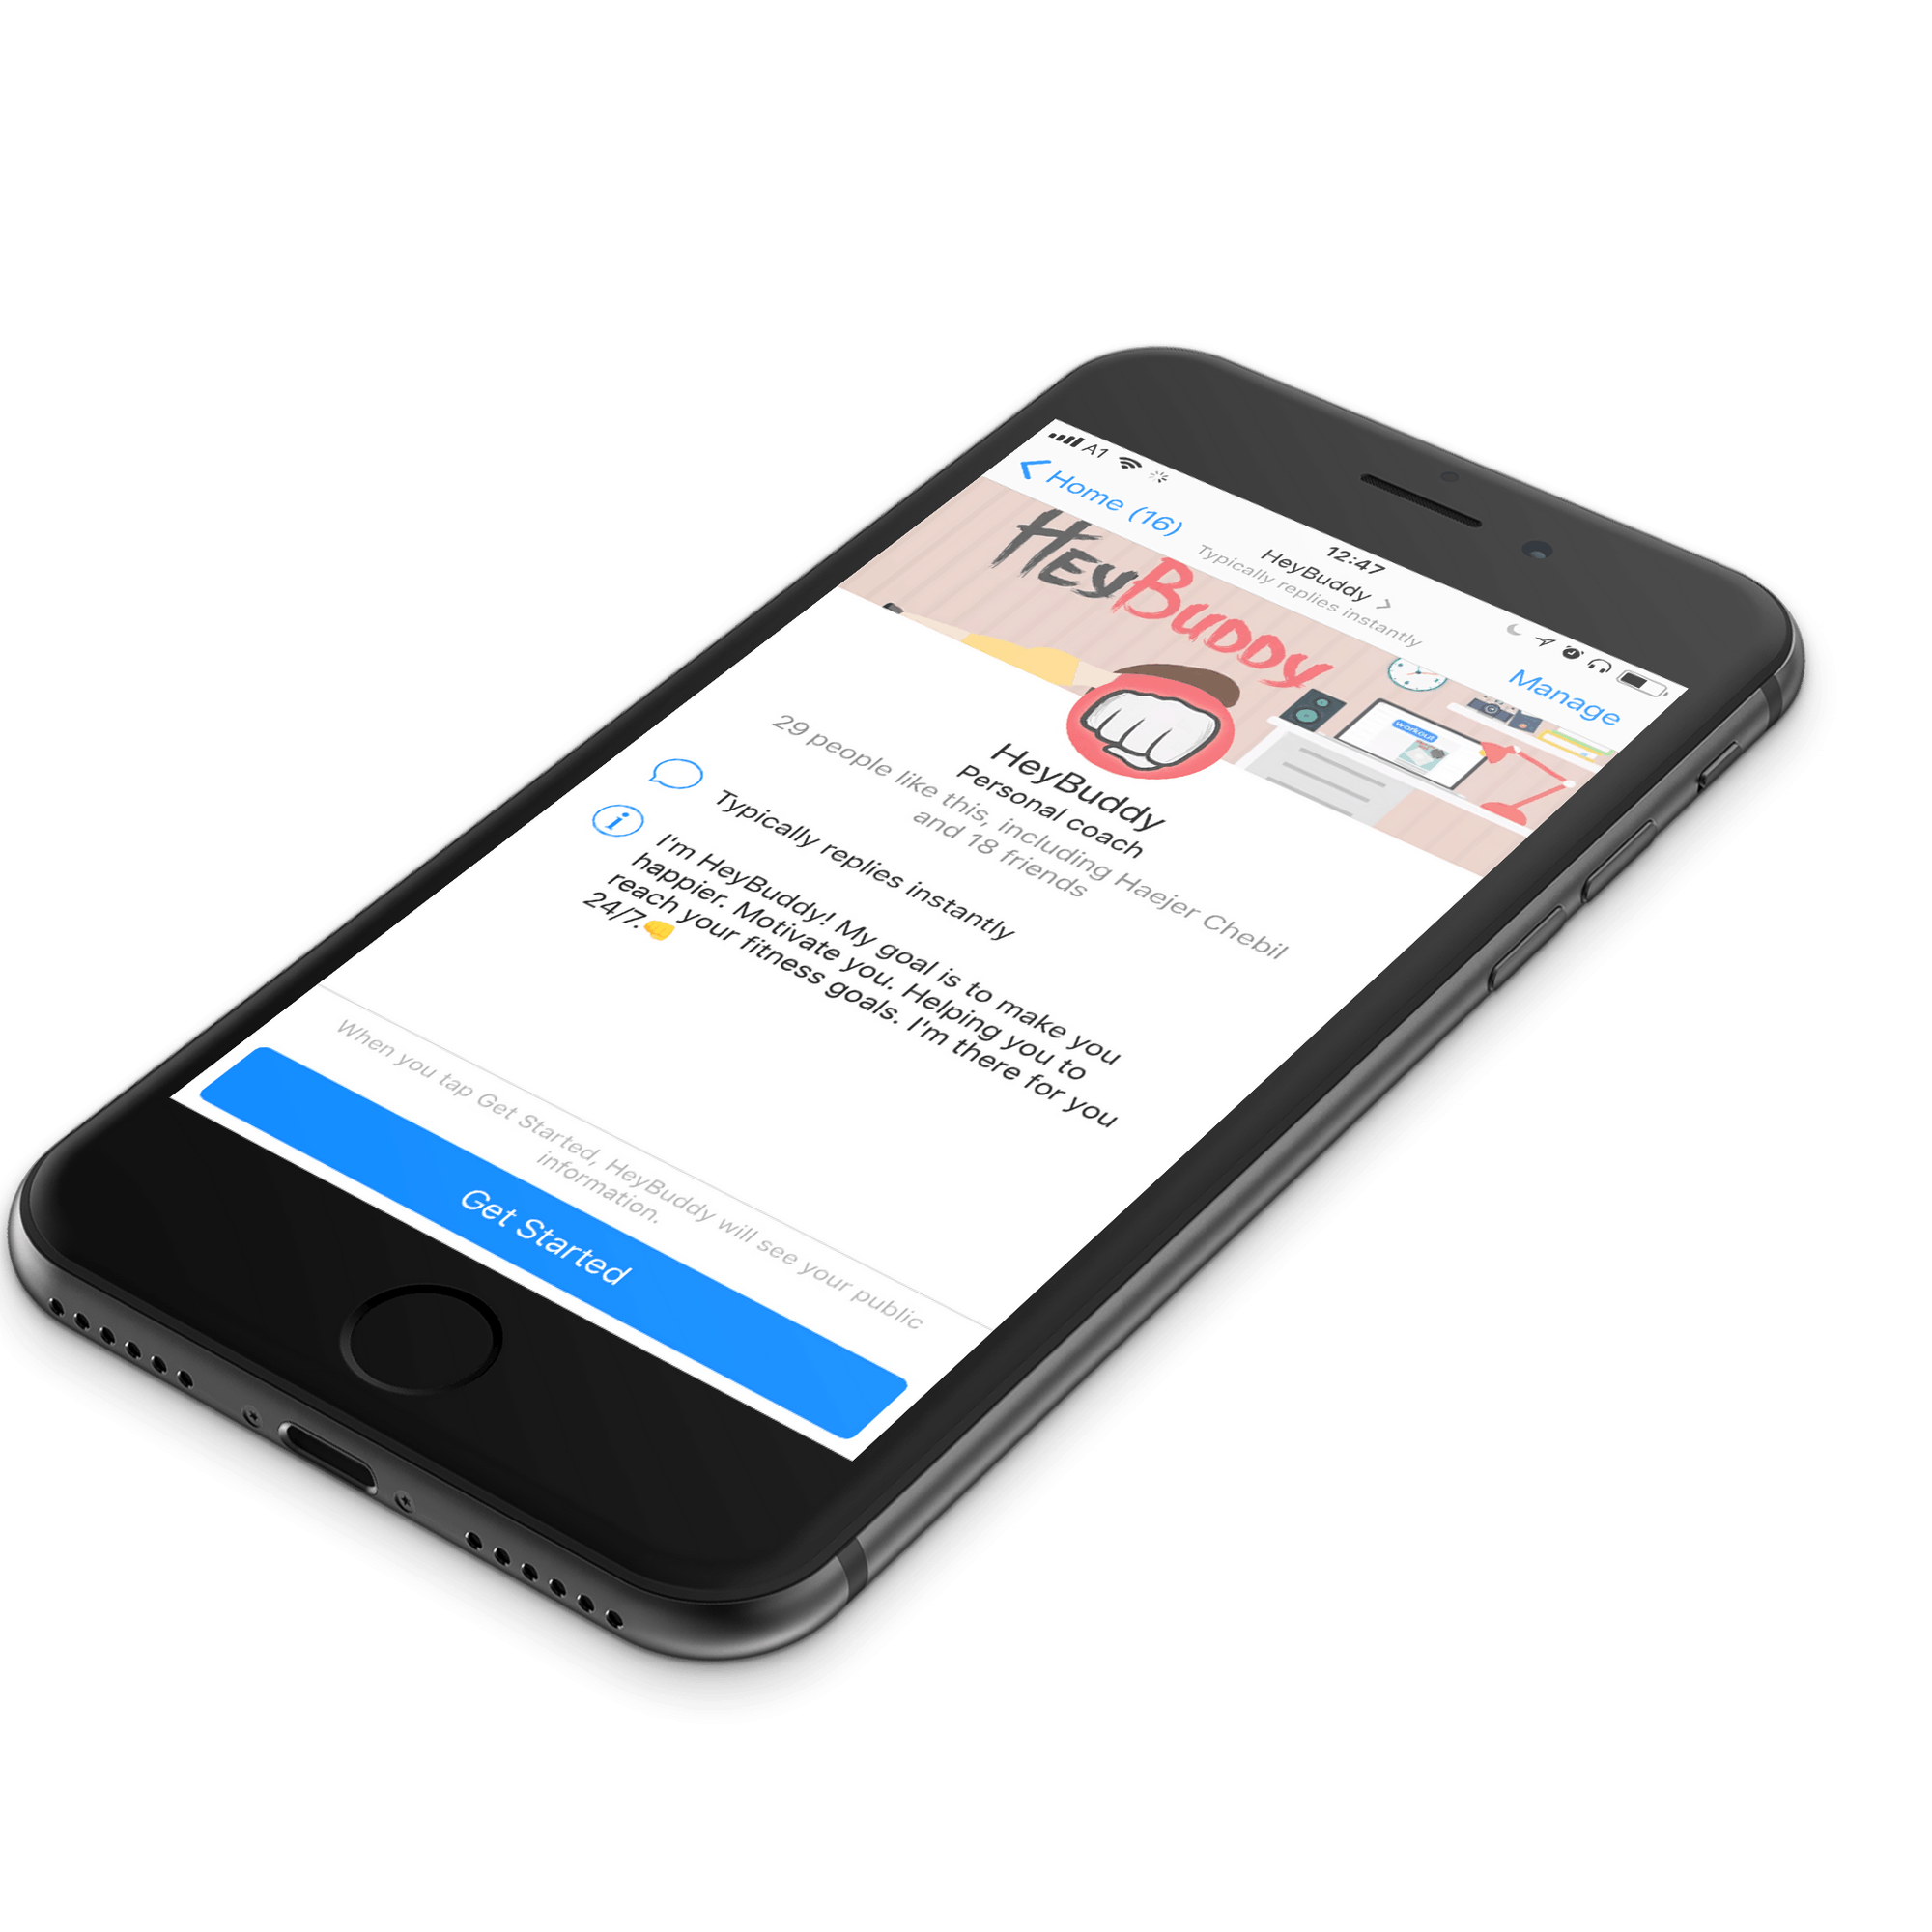 A1
12:47
Home (16)
HeyBuddy
Typically replies instantly
Manage
HEYBUDDY
workout
HeyBuddy
Personal coach
29 people like this, including Haejer Chebil
and 18 friends
Typically replies instantly
I'm HeyBuddy! My goal is to make you
happier. Motivate you. Helping you to
reach your fitness goals. I'm there for you
24/7.👊
When you tap Get Started, HeyBuddy will see your public
information.
Get Started